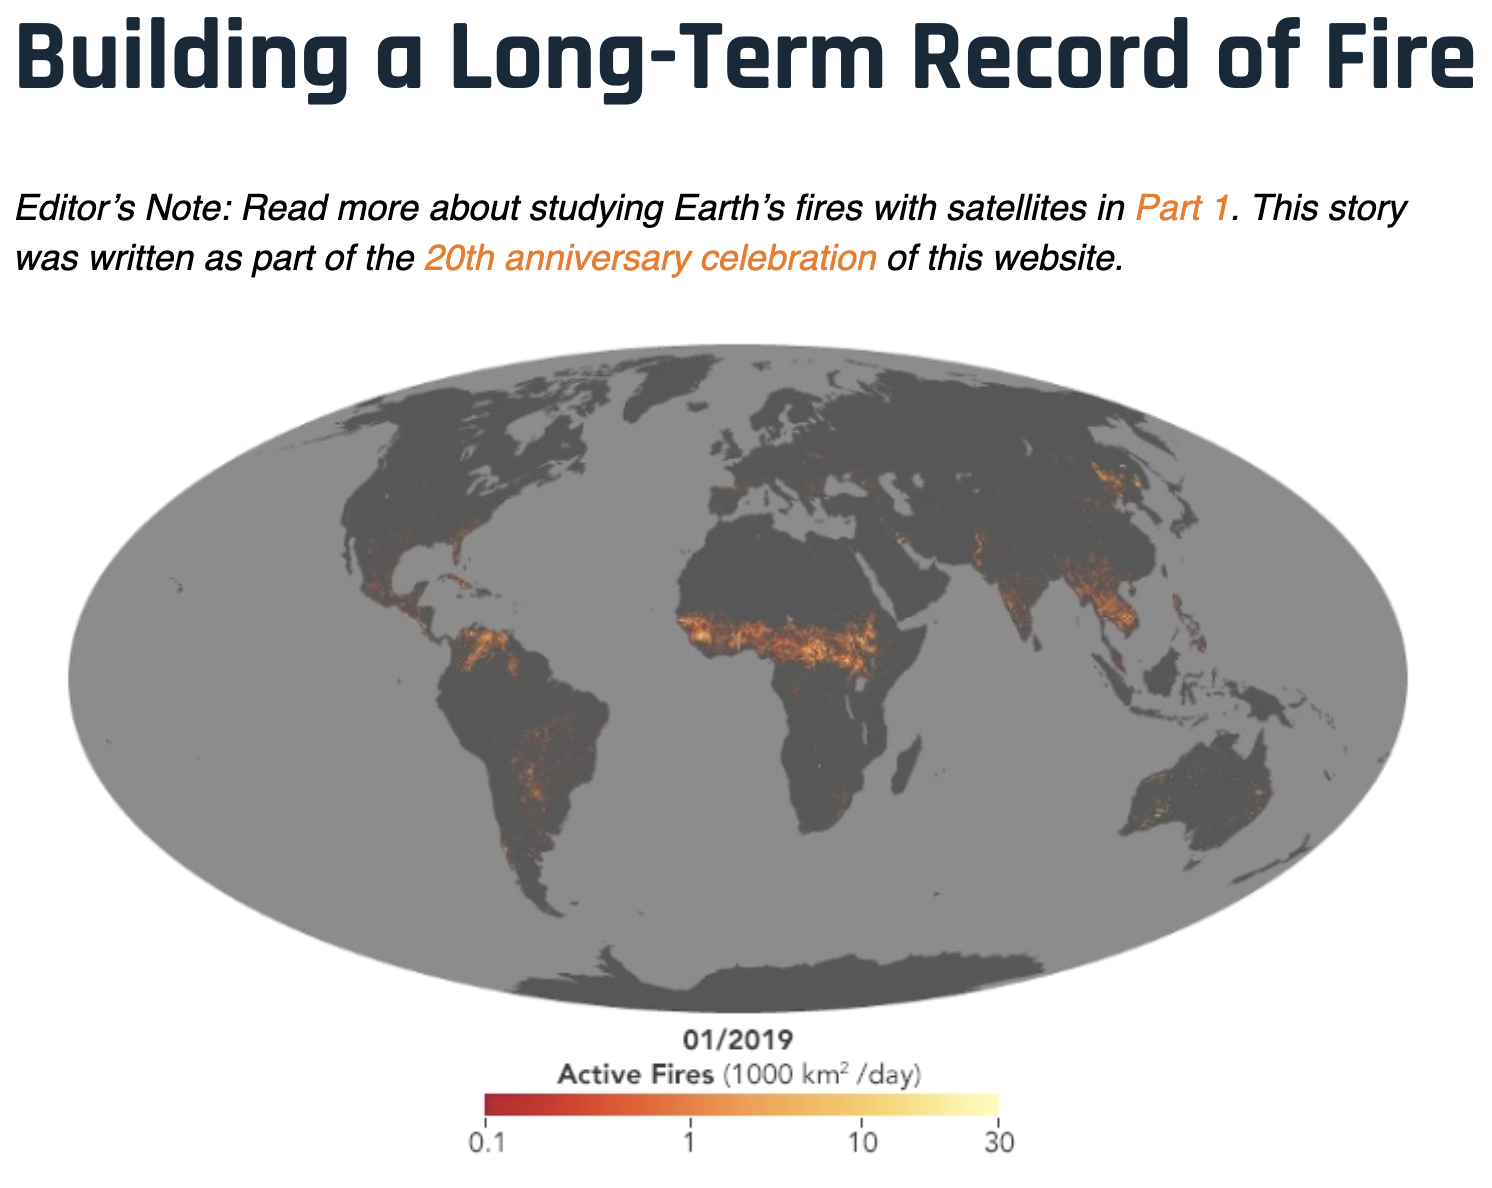 Building a Long-Term Record of Fire
Editor’s Note: Read more about studying Earth’s fires with satellites in Part 1. This story
was written as part of the 20th anniversary celebration of this website.
01/2019
Active Fires (1000 km² /day)
0.1 1 10 30